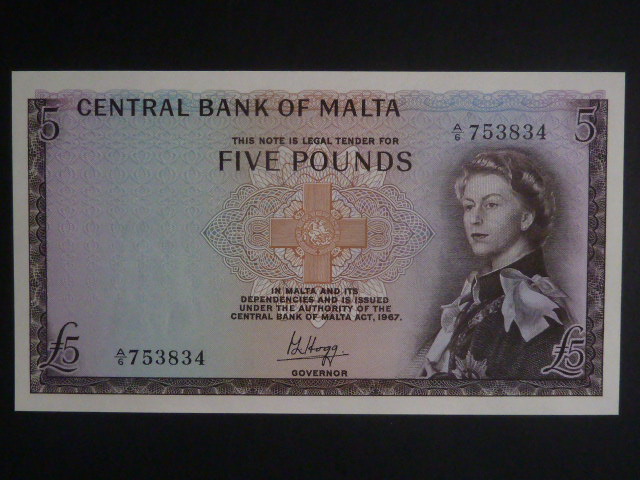 5 CENTRAL BANK OF MALTA 5
A/6 753834
THIS NOTE IS LEGAL TENDER FOR
FIVE POUNDS
IN MALTA AND ITS
DEPENDENCIES AND IS ISSUED
UNDER THE AUTHORITY OF THE
CENTRAL BANK OF MALTA ACT, 1967.
£5 A/6 753834 £5
GOVERNOR